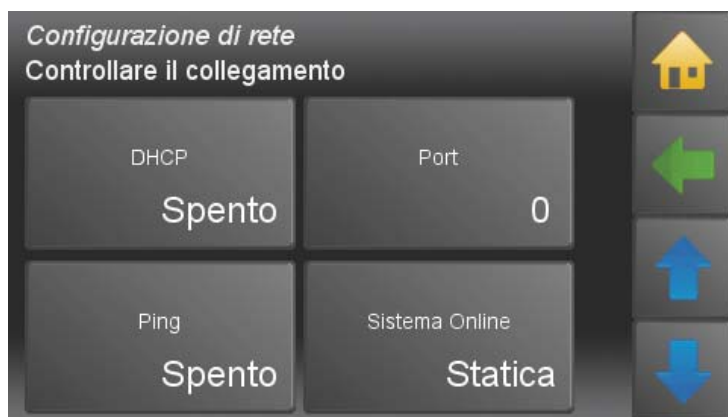 Configurazione di rete
Controllare il collegamento
DHCP
Spento
Port
0
Ping
Spento
Sistema Online
Statica